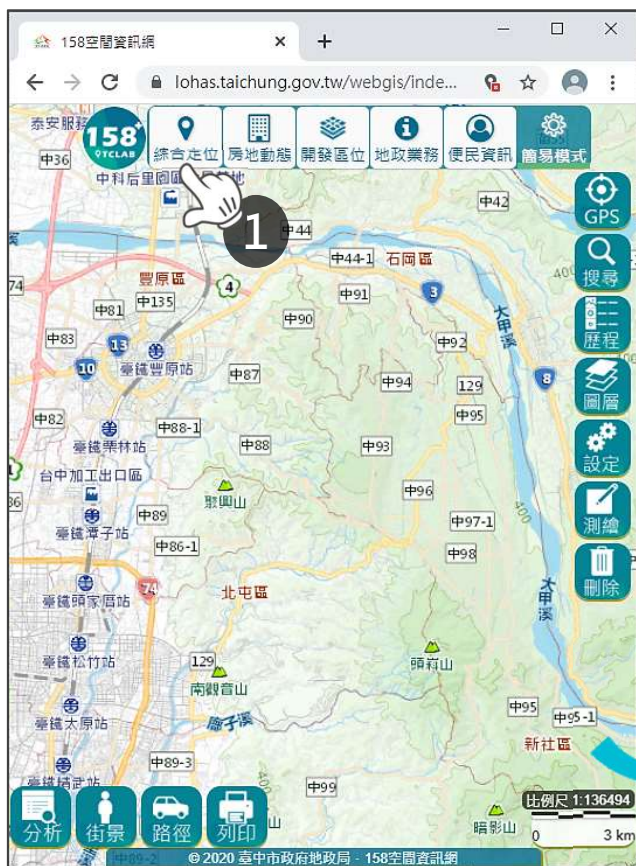 158空間資訊網
lohas.taichung.gov.tw/webgis/inde...
泰安服務
158
TCLAB
綜合定位 房地動態 開發區位 地政業務 便民資訊 簡易模式
中36
中42
GPS
1
中44
中44-1 石岡區
搜尋
74
豐原區
4
中91
3
中81
中135
大甲溪
歷程
中90
中83
13
中92
10
臺鐵豐原站
中87
中94
129
8
圖層
中82
中88-1
中95
臺鐵栗林站
中88
中93
設定
台中加工出口區
中96
聚興山
400
測繪
中89
中97-1
臺鐵潭子站
中86-1
中98
刪除
74
北屯區
大甲溪
臺鐵頭家厝站
臺鐵松竹站
129
頭嵙山
南觀音山
中95
中95-1
臺鐵太原站
廍子溪
新社區
中89-3
臺鐵精武站
中99
比例尺 1:136494
分析 街景 路徑 列印
暗影山
0 3 km
中89-2
© 2020 臺中市政府地政局 - 158空間資訊網